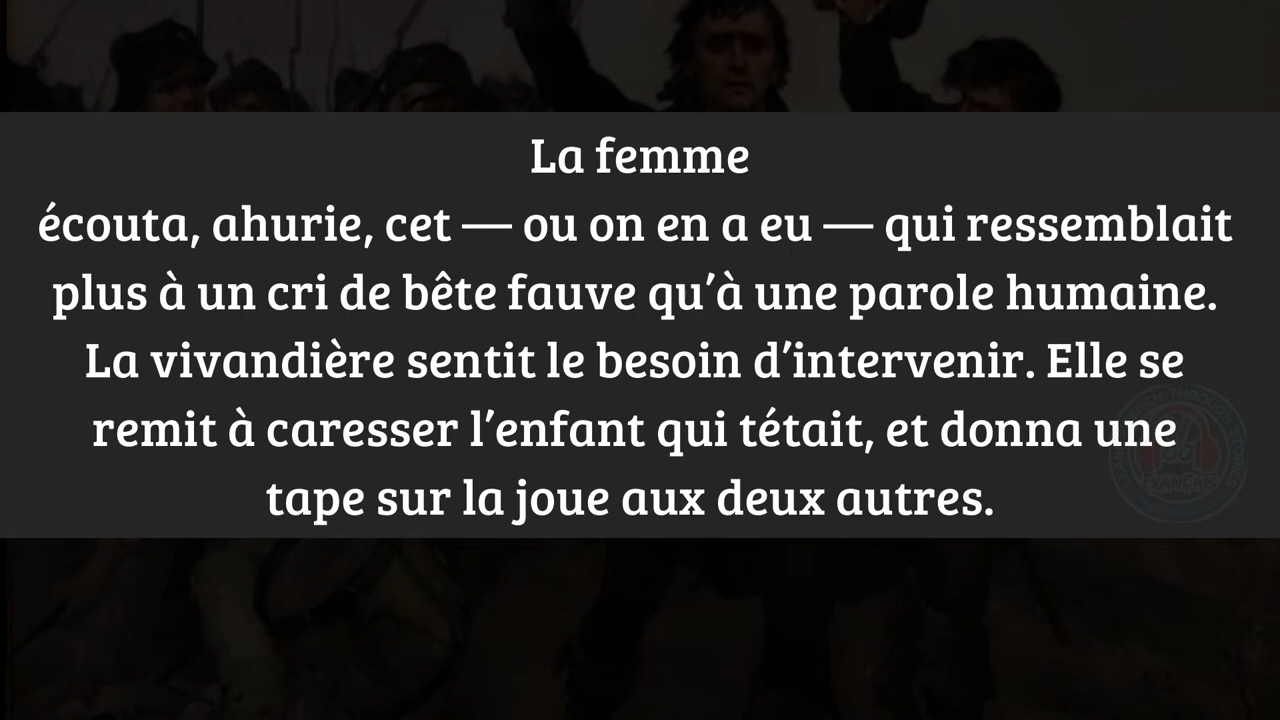 La femme
écouta, ahurie, cet — ou on en a eu — qui ressemblait
plus à un cri de bête fauve qu’à une parole humaine.
La vivandière sentit le besoin d’intervenir. Elle se
remit à caresser l’enfant qui tétait, et donna une
tape sur la joue aux deux autres.